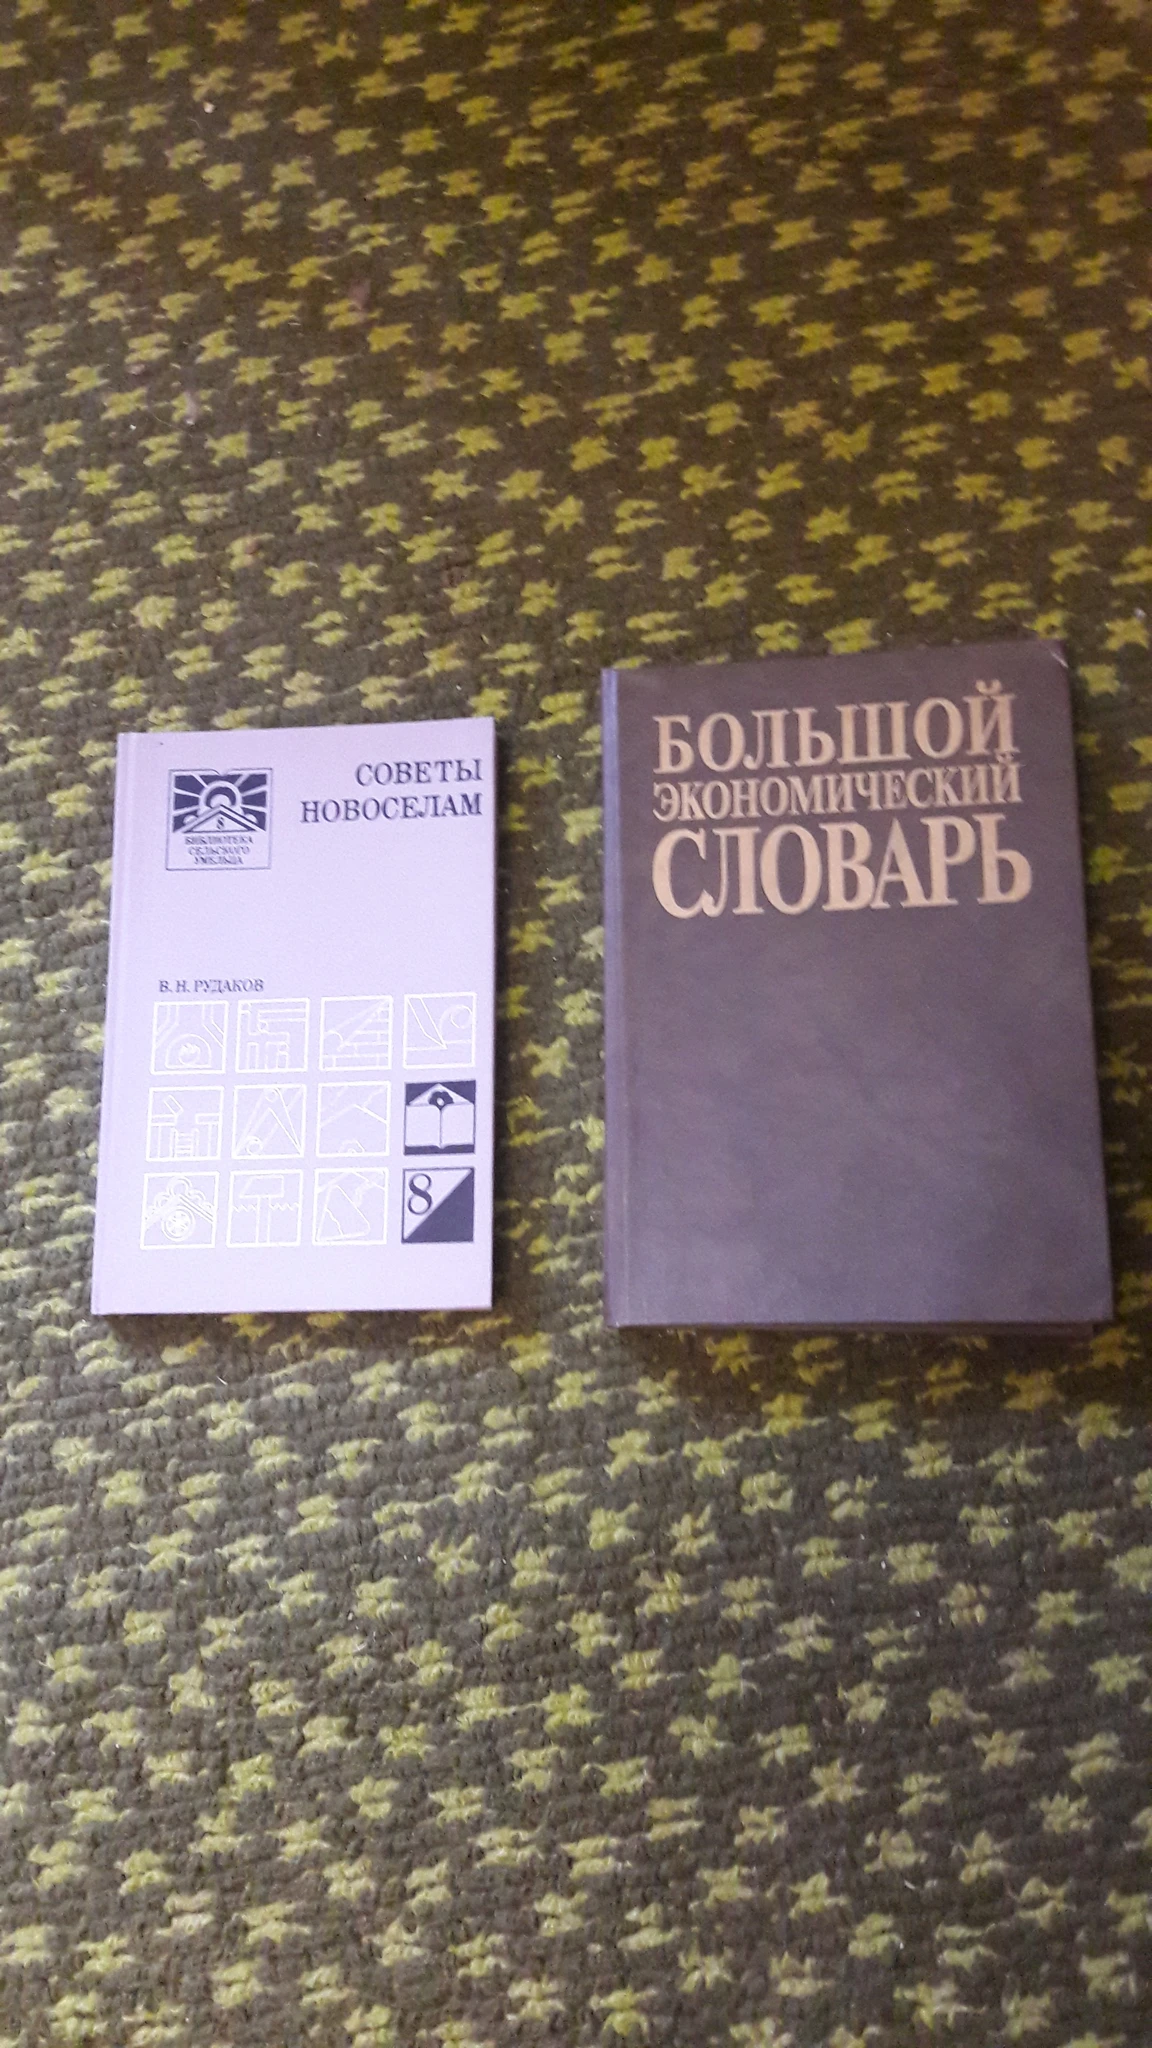 СОВЕТЫ
НОВОСЕЛАМ
8
БИБЛИОТЕКА
СЕЛЬСКОГО
УМЕЛЬЦА
В. Н. РУДАКОВ
8
БОЛЬШОЙ
ЭКОНОМИЧЕСКИЙ
СЛОВАРЬ